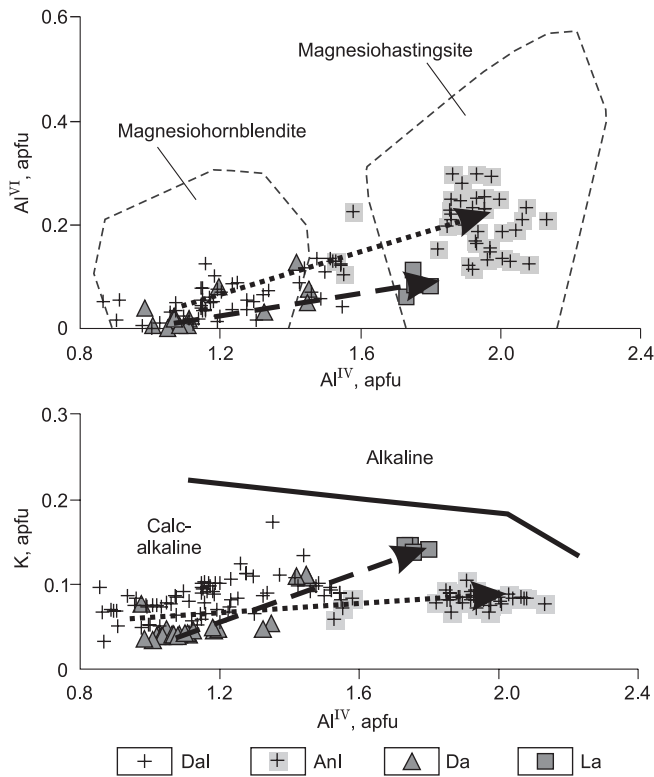 Magnesiohastingsite
0.6
Magnesiohornblendite
Al^VI, apfu
0.4
0.2
0
0.8
1.2
1.6
2.0
2.4
Al^IV, apfu
0.3
Alkaline
0.2
Calc-
alkaline
K, apfu
0.1
0
0.8
1.2
1.6
2.0
2.4
Al^IV, apfu
DaI
AnI
Da
La